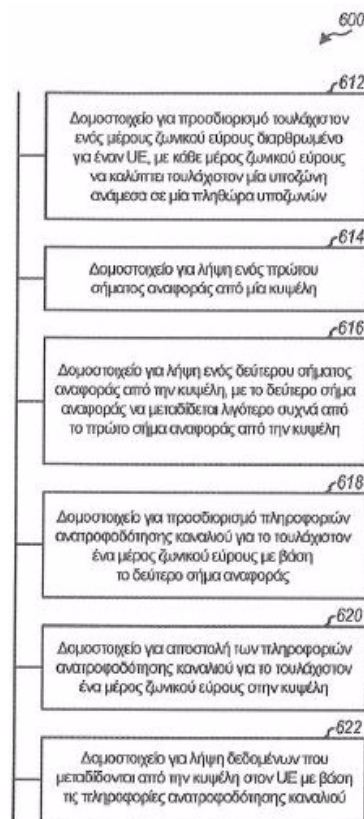 600
612
Δομοστοιχείο για προσδιορισμό τουλάχιστον
ενός μέρους ζωνικού εύρους διαρθρωμένο
για έναν UE, με κάθε μέρος ζωνικού εύρους
να καλύπτει τουλάχιστον μία υποζώνη
ανάμεσα σε μία πληθώρα υποζωνών
614
Δομοστοιχείο για λήψη ενός πρώτου
σήματος αναφοράς από μία κυψέλη
616
Δομοστοιχείο για λήψη ενός δεύτερου σήματος
αναφοράς από την κυψέλη, με το δεύτερο σήμα
αναφοράς να μεταδίδεται λιγότερο συχνά από
το πρώτο σήμα αναφοράς από την κυψέλη
618
Δομοστοιχείο για προσδιορισμό πληροφοριών
ανατροφοδότησης καναλιού για το τουλάχιστον
ένα μέρος ζωνικού εύρους με βάση
το δεύτερο σήμα αναφοράς
620
Δομοστοιχείο για αποστολή των πληροφοριών
ανατροφοδότησης καναλιού για το τουλάχιστον
ένα μέρος ζωνικού εύρους στην κυψέλη
622
Δομοστοιχείο για λήψη δεδομένων που
μεταδίδονται από την κυψέλη στον UE με βάση
τις πληροφορίες ανατροφοδότησης καναλιού